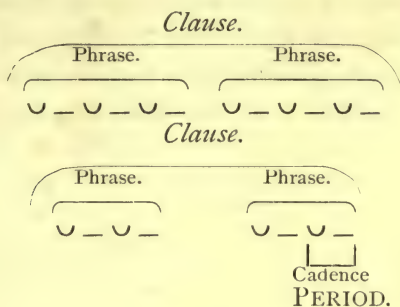 Clause.
Phrase. Phrase.
◡ _ ◡ _ ◡ _ ◡ _ ◡ _ ◡ _
Clause.
Phrase. Phrase.
◡ _ ◡ _ ◡ _ ◡ _
Cadence
PERIOD.